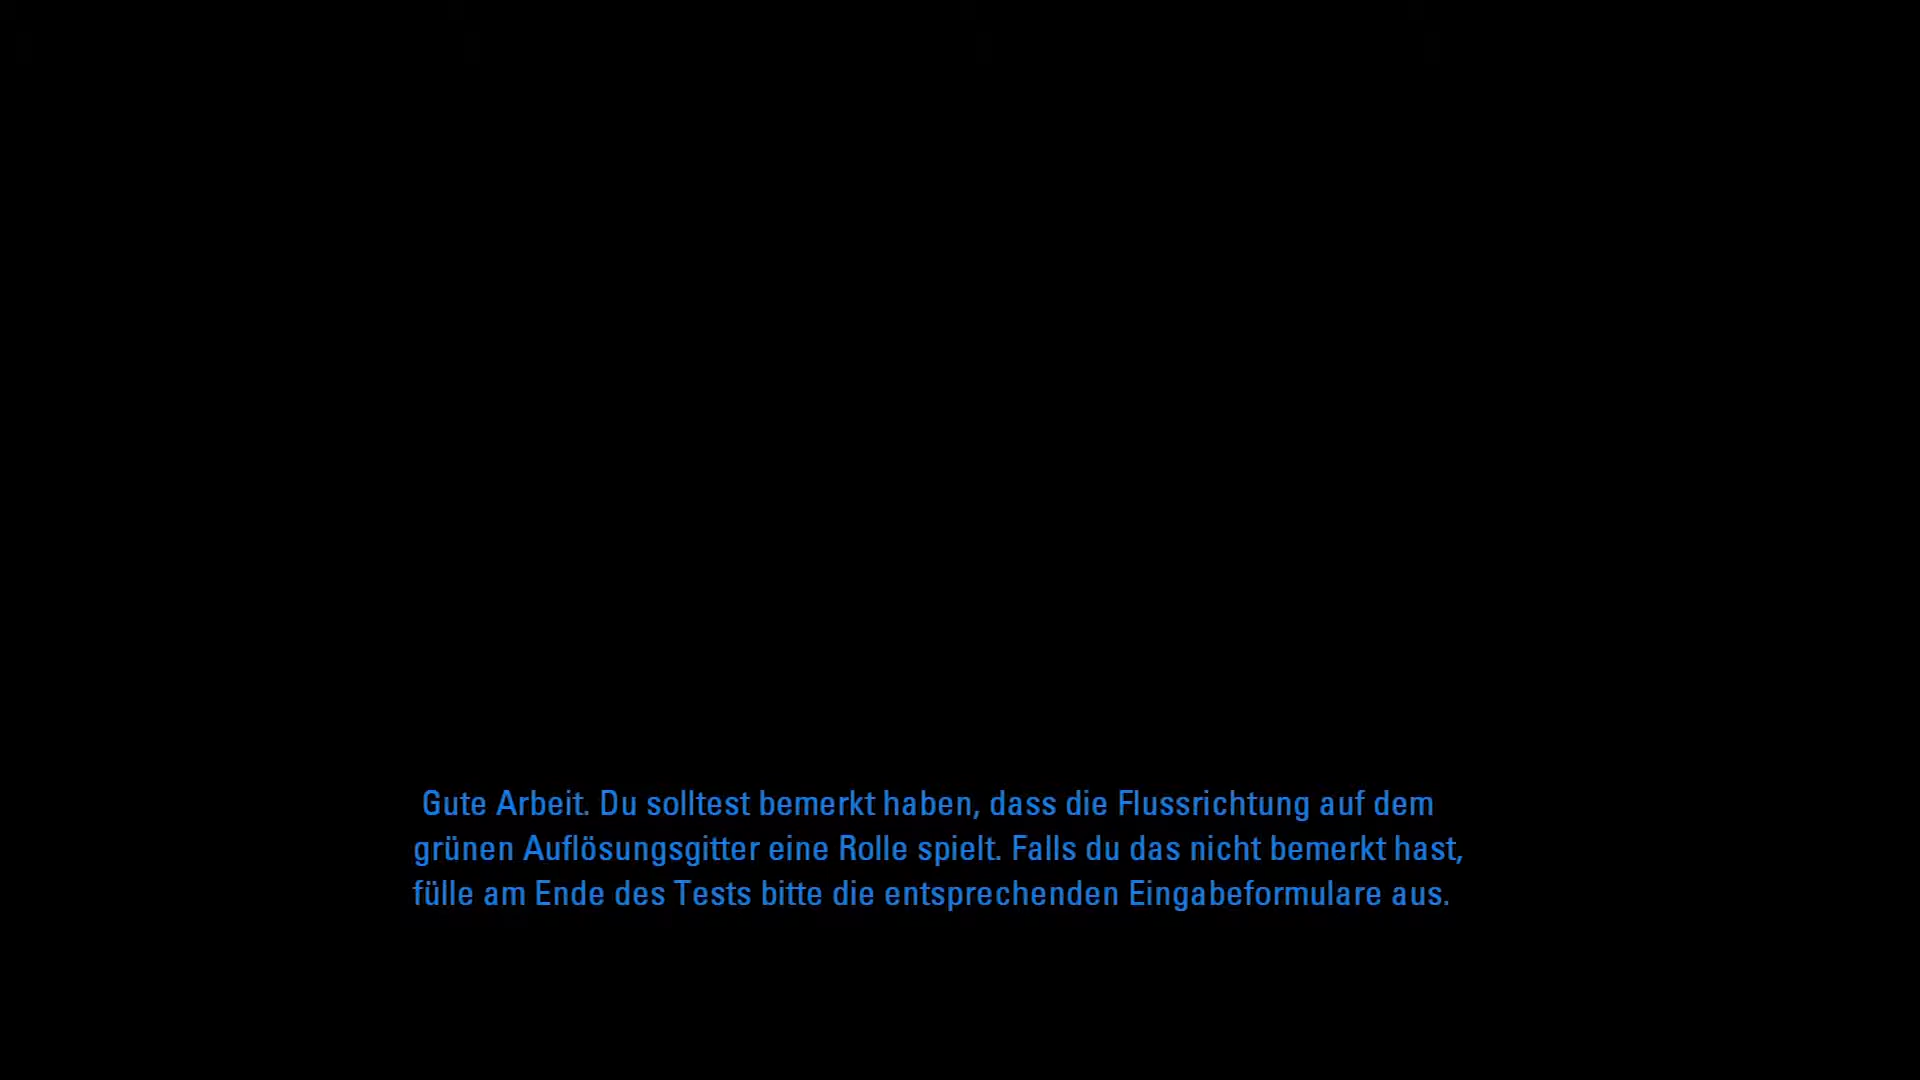 Gute Arbeit. Du solltest bemerkt haben, dass die Flussrichtung auf dem
grünen Auflösungsgitter eine Rolle spielt. Falls du das nicht bemerkt hast,
fülle am Ende des Tests bitte die entsprechenden Eingabeformulare aus.